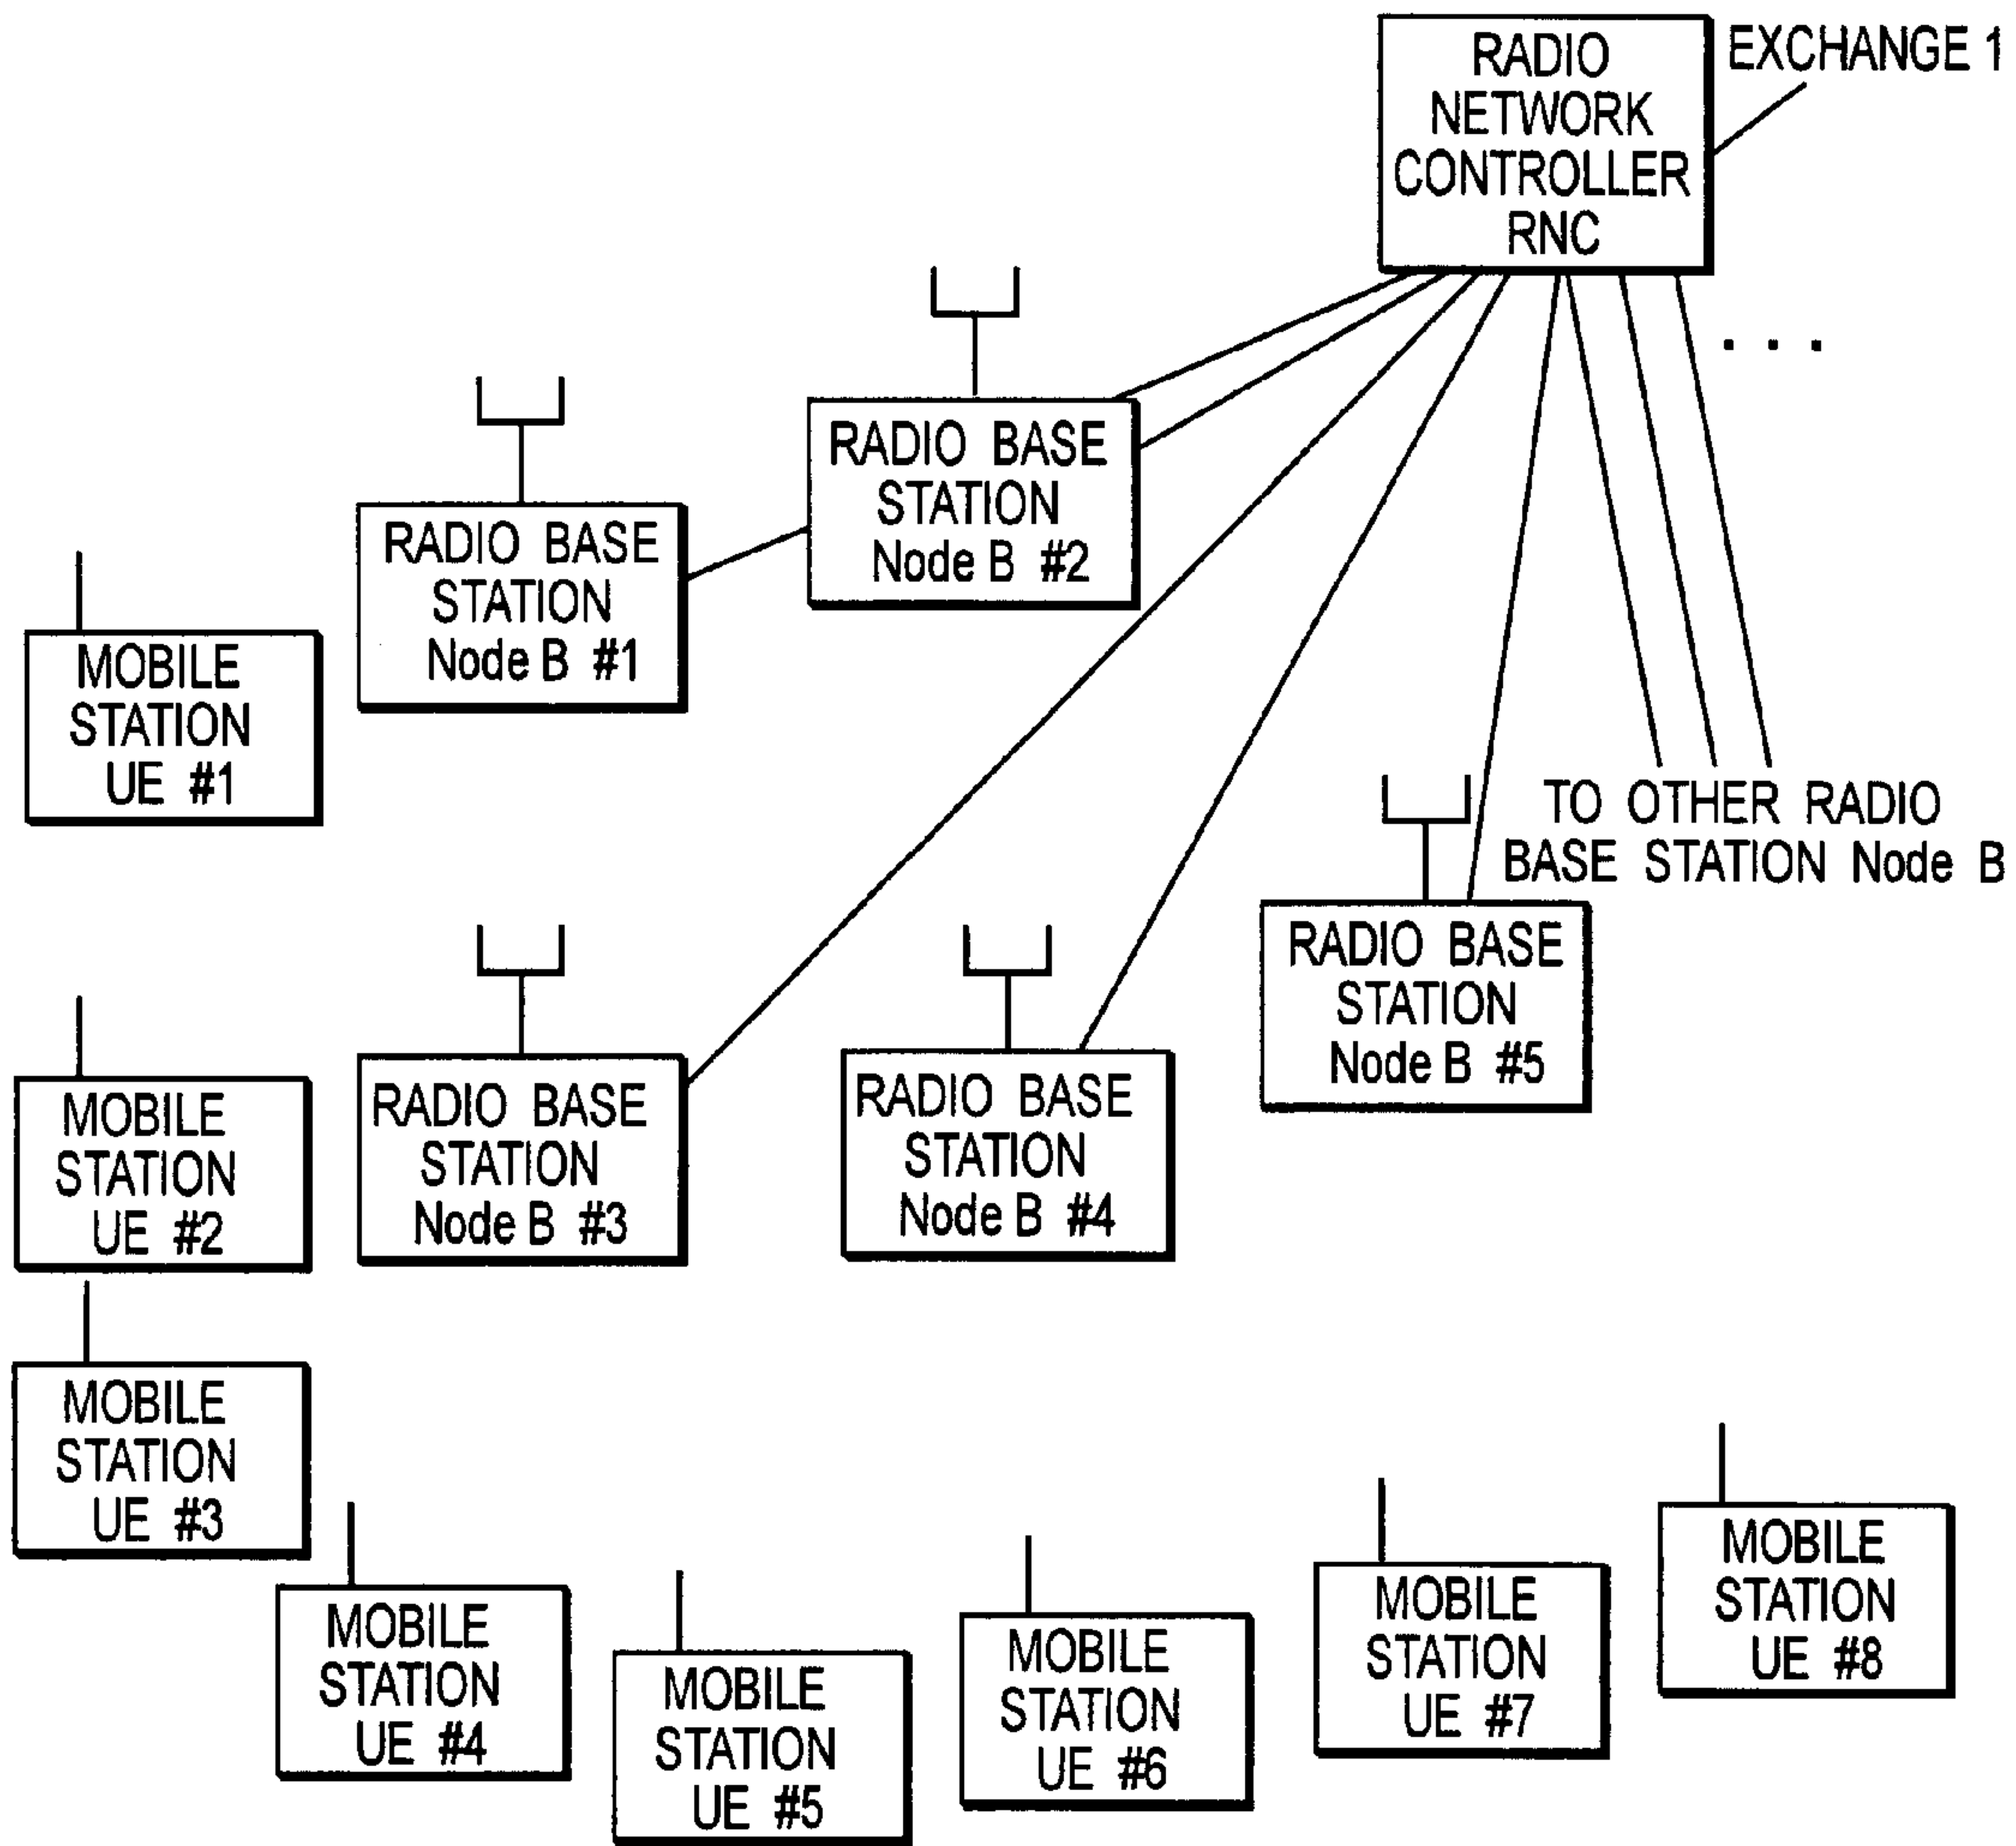 RADIO
NETWORK
CONTROLLER
RNC
EXCHANGE 1
. . .
RADIO BASE
STATION
Node B #2
RADIO BASE
STATION
Node B #1
MOBILE
STATION
UE #1
TO OTHER RADIO
BASE STATION Node B
RADIO BASE
STATION
Node B #5
RADIO BASE
STATION
Node B #4
RADIO BASE
STATION
Node B #3
MOBILE
STATION
UE #2
MOBILE
STATION
UE #3
MOBILE
STATION
UE #4
MOBILE
STATION
UE #5
MOBILE
STATION
UE #6
MOBILE
STATION
UE #7
MOBILE
STATION
UE #8